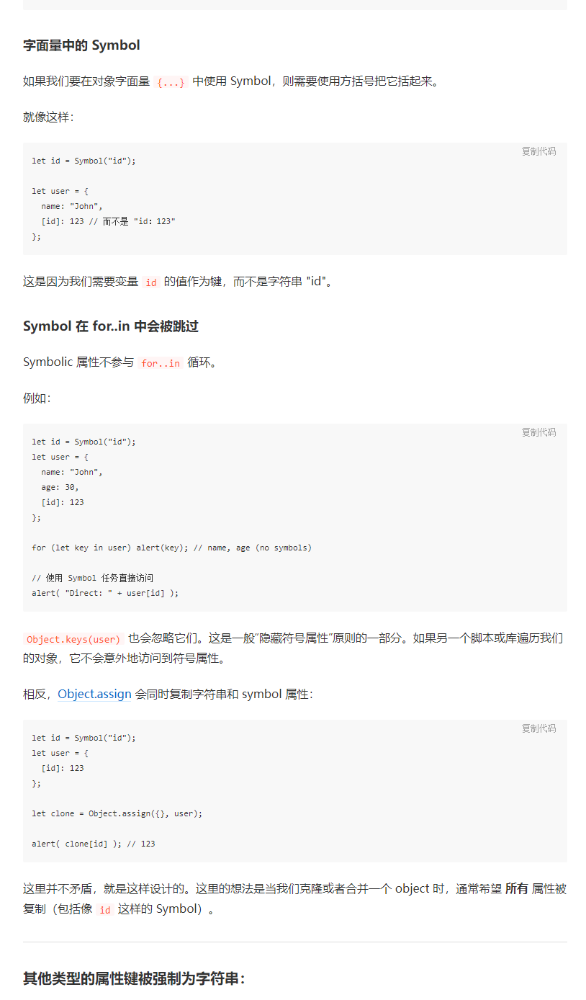 字面量中的 Symbol
如果我们要在对象字面量 {...} 中使用 Symbol，则需要使用方括号把它括起来。
就像这样：
复制代码
let id = Symbol("id");
let user = {
  name: "John",
  [id]: 123 // 而不是 "id：123"
};
这是因为我们需要变量 id 的值作为键，而不是字符串 "id"。
Symbol 在 for..in 中会被跳过
Symbolic 属性不参与 for..in 循环。
例如：
复制代码
let id = Symbol("id");
let user = {
  name: "John",
  age: 30,
  [id]: 123
};
for (let key in user) alert(key); // name, age (no symbols)
// 使用 Symbol 任务直接访问
alert( "Direct: " + user[id] );
Object.keys(user) 也会忽略它们。这是一般“隐藏符号属性”原则的一部分。如果另一个脚本或库遍历我们
的对象，它不会意外地访问到符号属性。
相反，Object.assign 会同时复制字符串和 symbol 属性：
复制代码
let id = Symbol("id");
let user = {
  [id]: 123
};
let clone = Object.assign({}, user);
alert( clone[id] ); // 123
这里并不矛盾，就是这样设计的。这里的想法是当我们克隆或者合并一个 object 时，通常希望 所有 属性被
复制（包括像 id 这样的 Symbol）。
其他类型的属性键被强制为字符串：